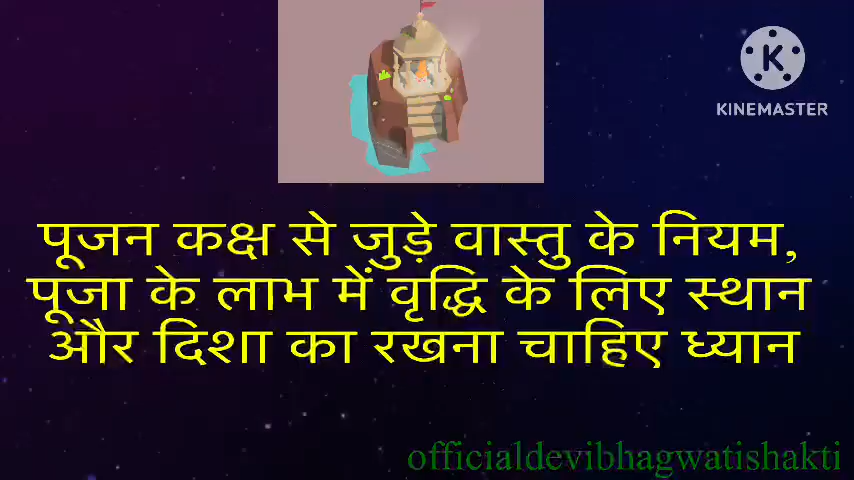 KINEMASTER
पूजन कक्ष से जुड़े वास्तु के नियम,
पूजा के लाभ में वृद्धि के लिए स्थान
और दिशा का रखना चाहिए ध्यान
officialdevibhagwatishakti